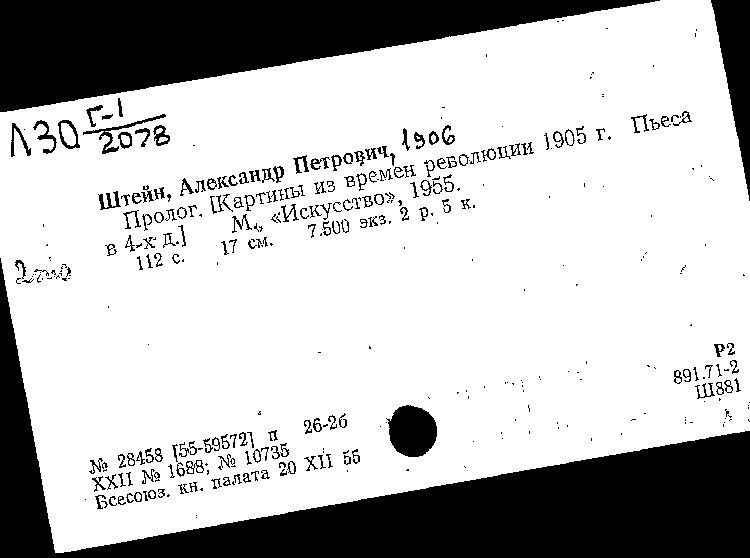 Л30 Г-1
2078
Штейн, Александр Петрович, 1906
Пролог. [Картины из времен революции 1905 г. Пьеса
в 4-х д.] М., «Искусство», 1955.
112 с. 17 см. 7.500 экз. 2 р. 5 к.
Р2
891.71-2
Ш881
№ 28458 [55-59572] п 26-2б
XXII № 1688; № 10735
Всесоюз. кн. палата 20 XII 55